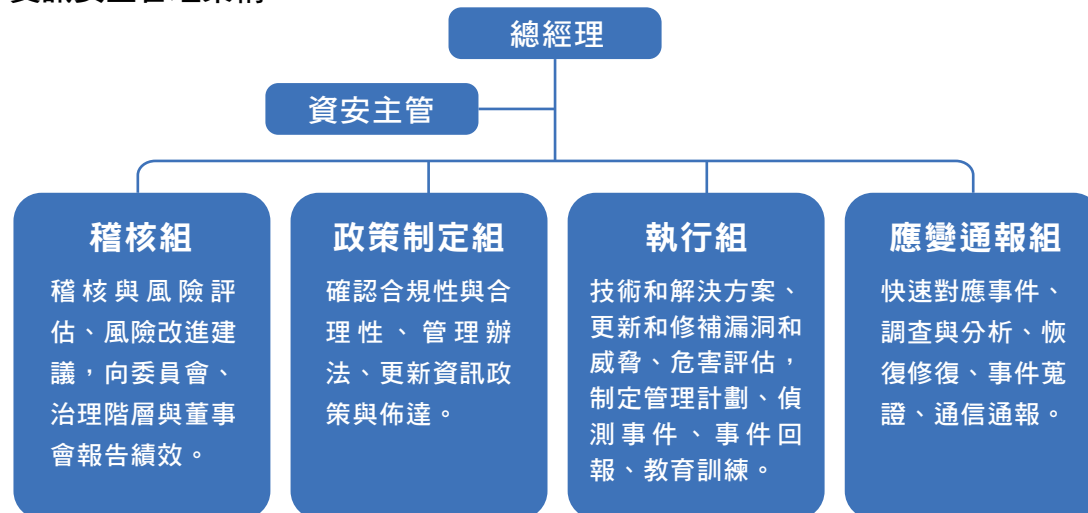 總經理
資安主管
稽核組
稽核與風險評
估、風險改進建
議，向委員會、
治理階層與董事
會報告績效。
政策制定組
確認合規性與合
理性、管理辦
法、更新資訊政
策與佈達。
執行組
技術和解決方案、
更新和修補漏洞和
威脅、危害評估，
制定管理計劃、偵
測事件、事件回
報、教育訓練。
應變通報組
快速對應事件、
調查與分析、恢
復修復、事件蒐
證、通信通報。